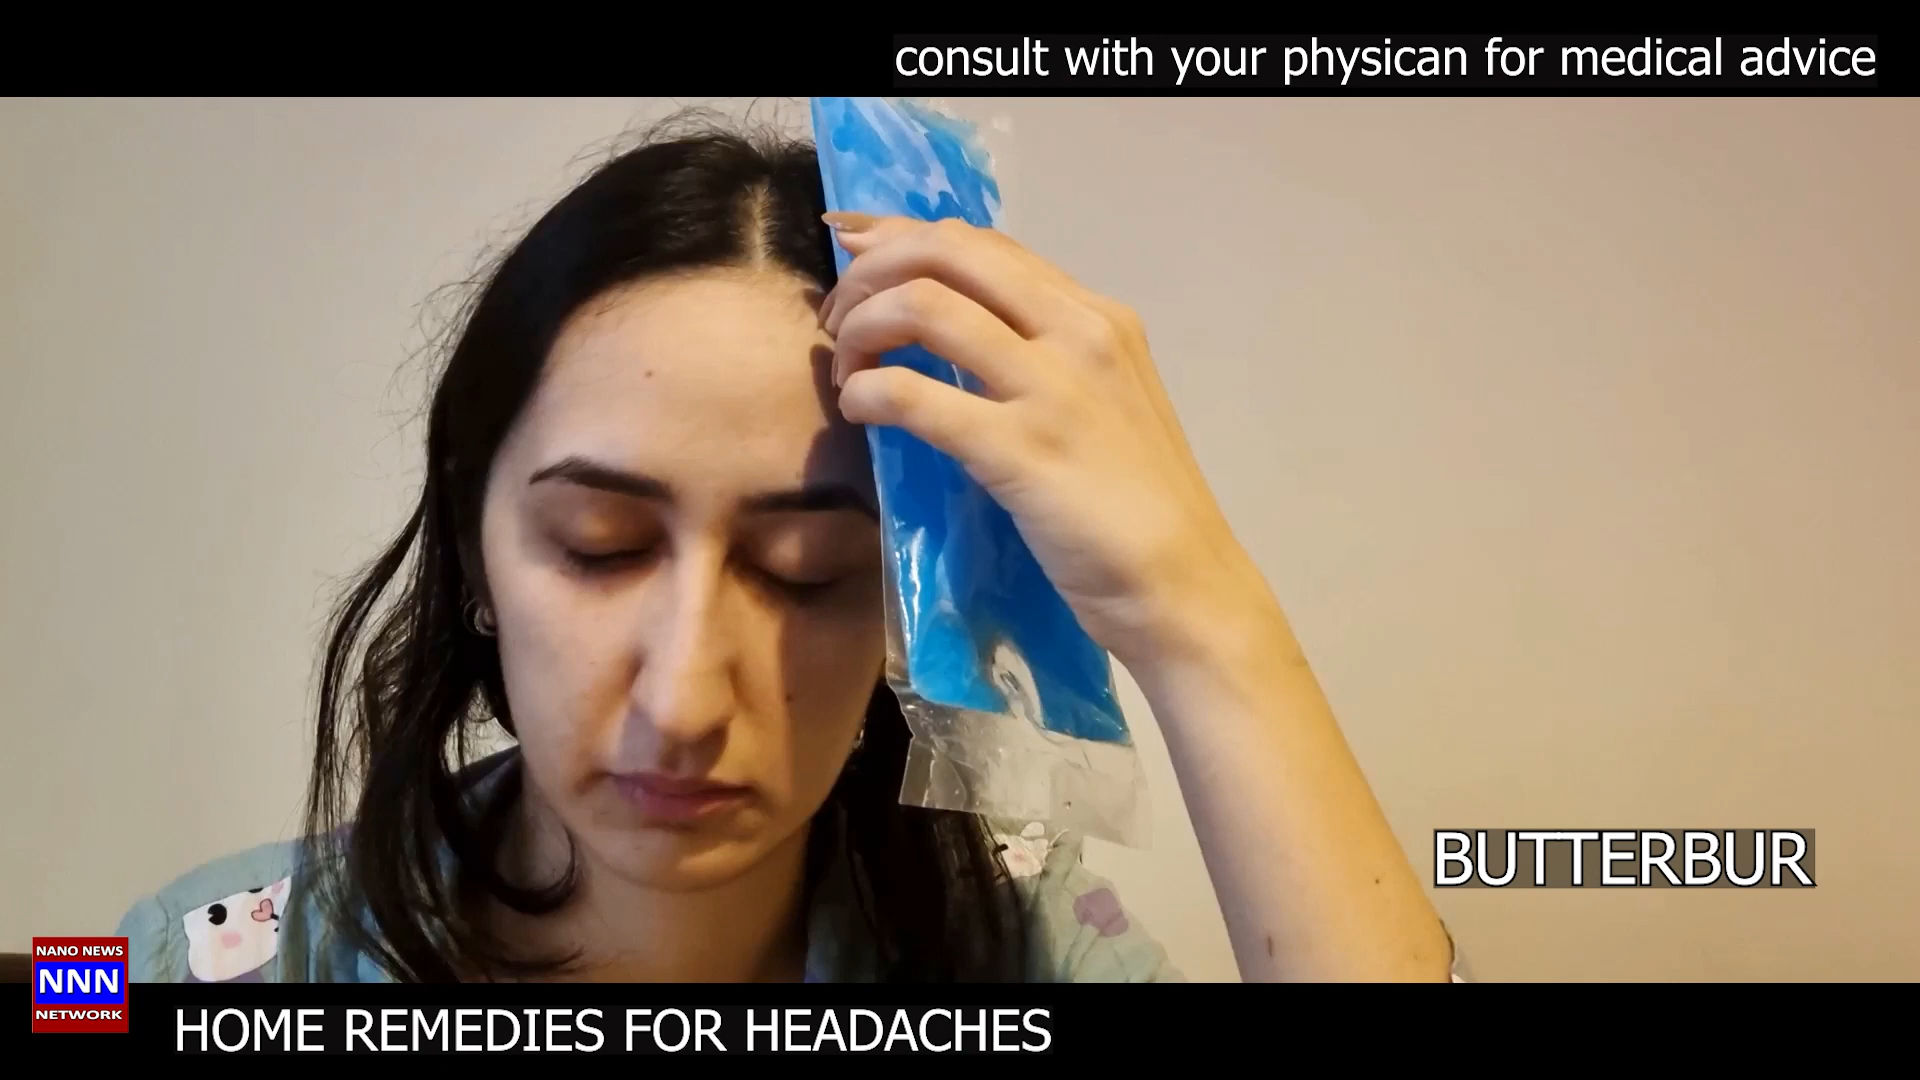 consult with your physican for medical advice
BUTTERBUR
NANO NEWS
NNN
NETWORK
HOME REMEDIES FOR HEADACHES